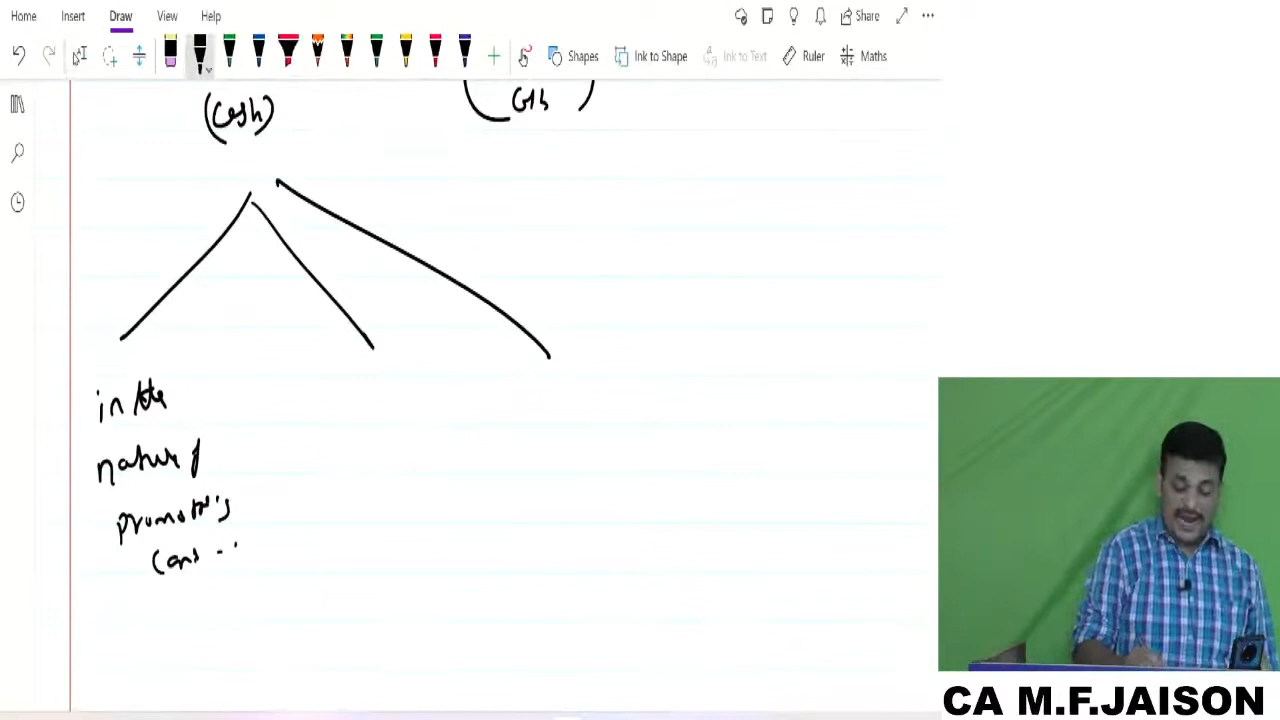 Home Insert Draw View Help Share
Shapes Ink to Shape Ink to Text Ruler Maths
(Cash)
in the
nature of
promoter's
CA M.F.JAISON